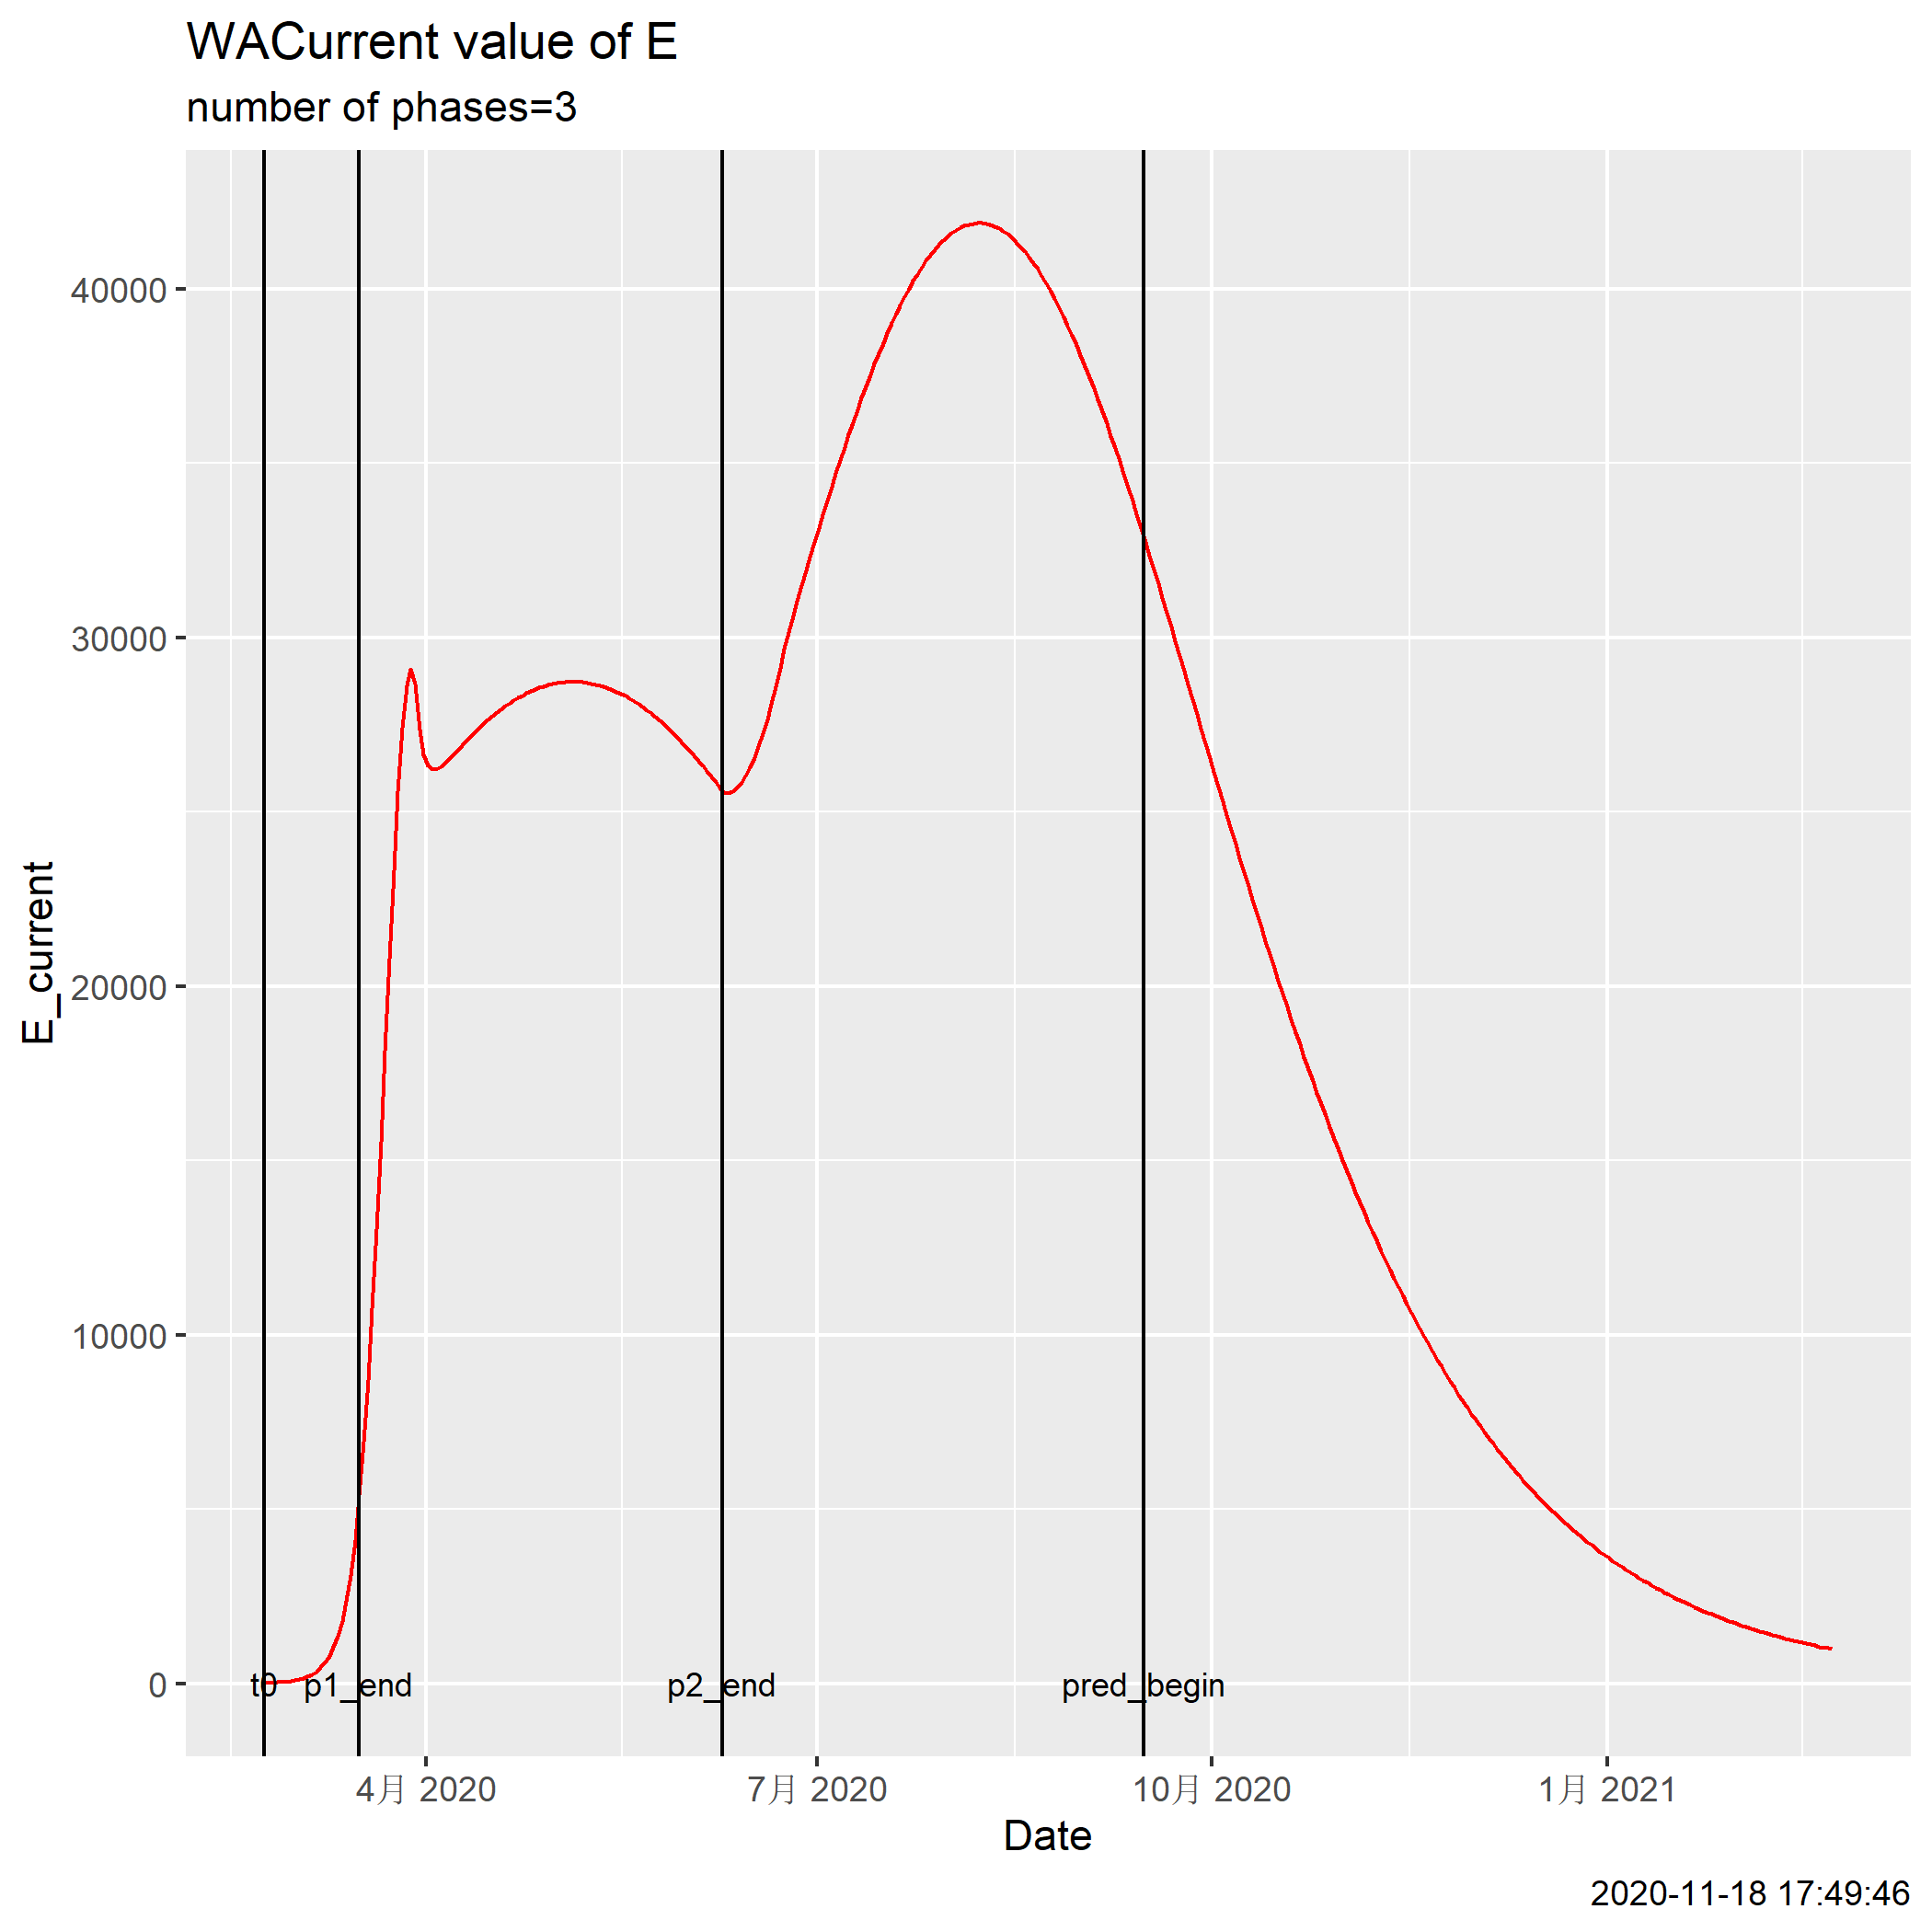 WACurrent value of E
number of phases=3
E_current
40000
30000
20000
10000
0
t0 p1_end p2_end pred_begin
4月 2020 7月 2020 10月 2020 1月 2021
Date
2020-11-18 17:49:46